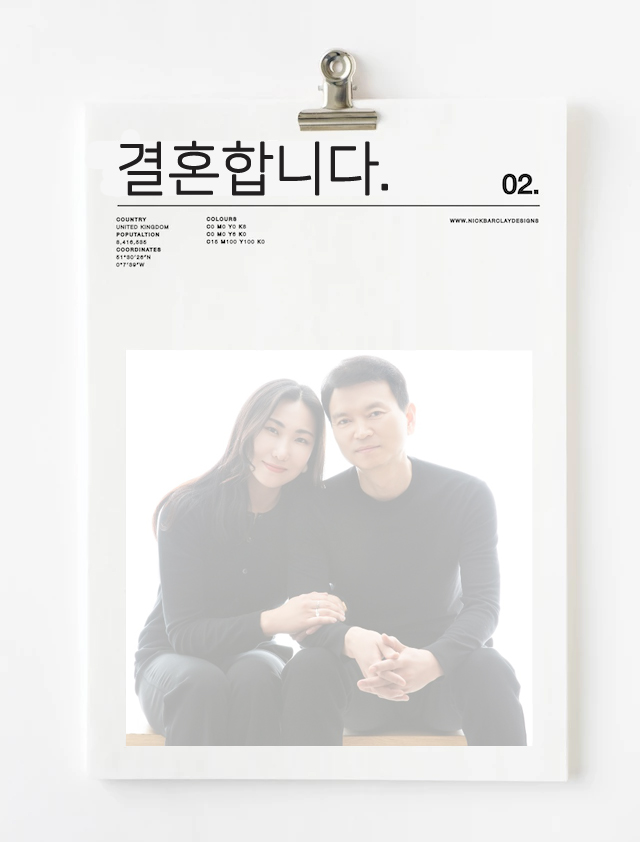 결혼합니다.
02.
COUNTRY
UNITED KINGDOM
POPUTALTION
8,416,535
COORDINATES
51°30'26"N
0°7'39"W
COLOURS
C0 M0 Y0 K6
C0 M0 Y6 K0
C15 M100 Y100 K0
WWW.NICKBARCLAYDESIGNS